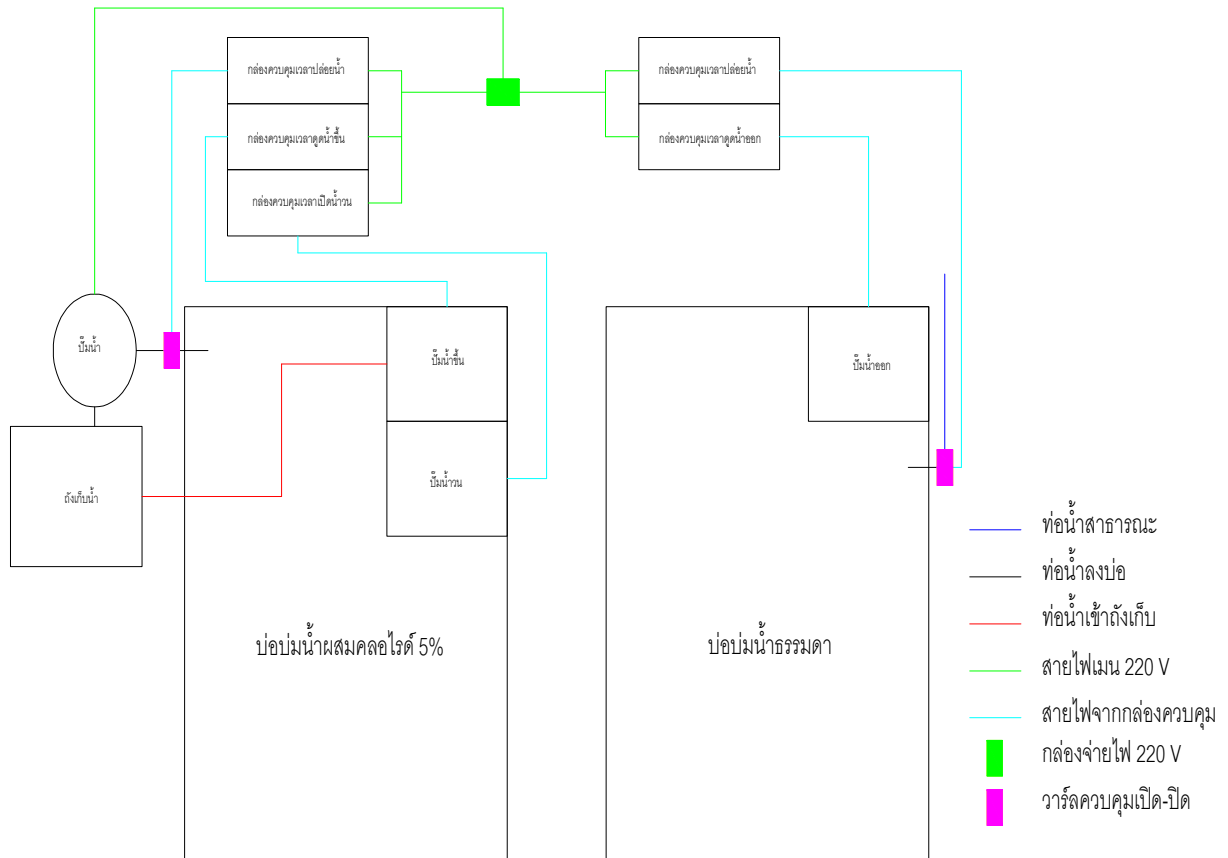 กล่องควบคุมเวลาปล่อยน้ำ
กล่องควบคุมเวลาดูดน้ำขึ้น
กล่องควบคุมเวลาเปิดน้ำวน
กล่องควบคุมเวลาปล่อยน้ำ
กล่องควบคุมเวลาดูดน้ำออก
ปั๊มน้ำ
ถังเก็บน้ำ
ปั๊มน้ำขึ้น
ปั๊มน้ำวน
บ่อบ่มน้ำผสมคลอไรด์ 5%
ปั๊มน้ำออก
บ่อบ่มน้ำธรรมดา
ท่อน้ำสาธารณะ
ท่อน้ำลงบ่อ
ท่อน้ำเข้าถังเก็บ
สายไฟเมน 220 V
สายไฟจากกล่องควบคุม
กล่องจ่ายไฟ 220 V
วาร์ลควบคุมเปิด-ปิด